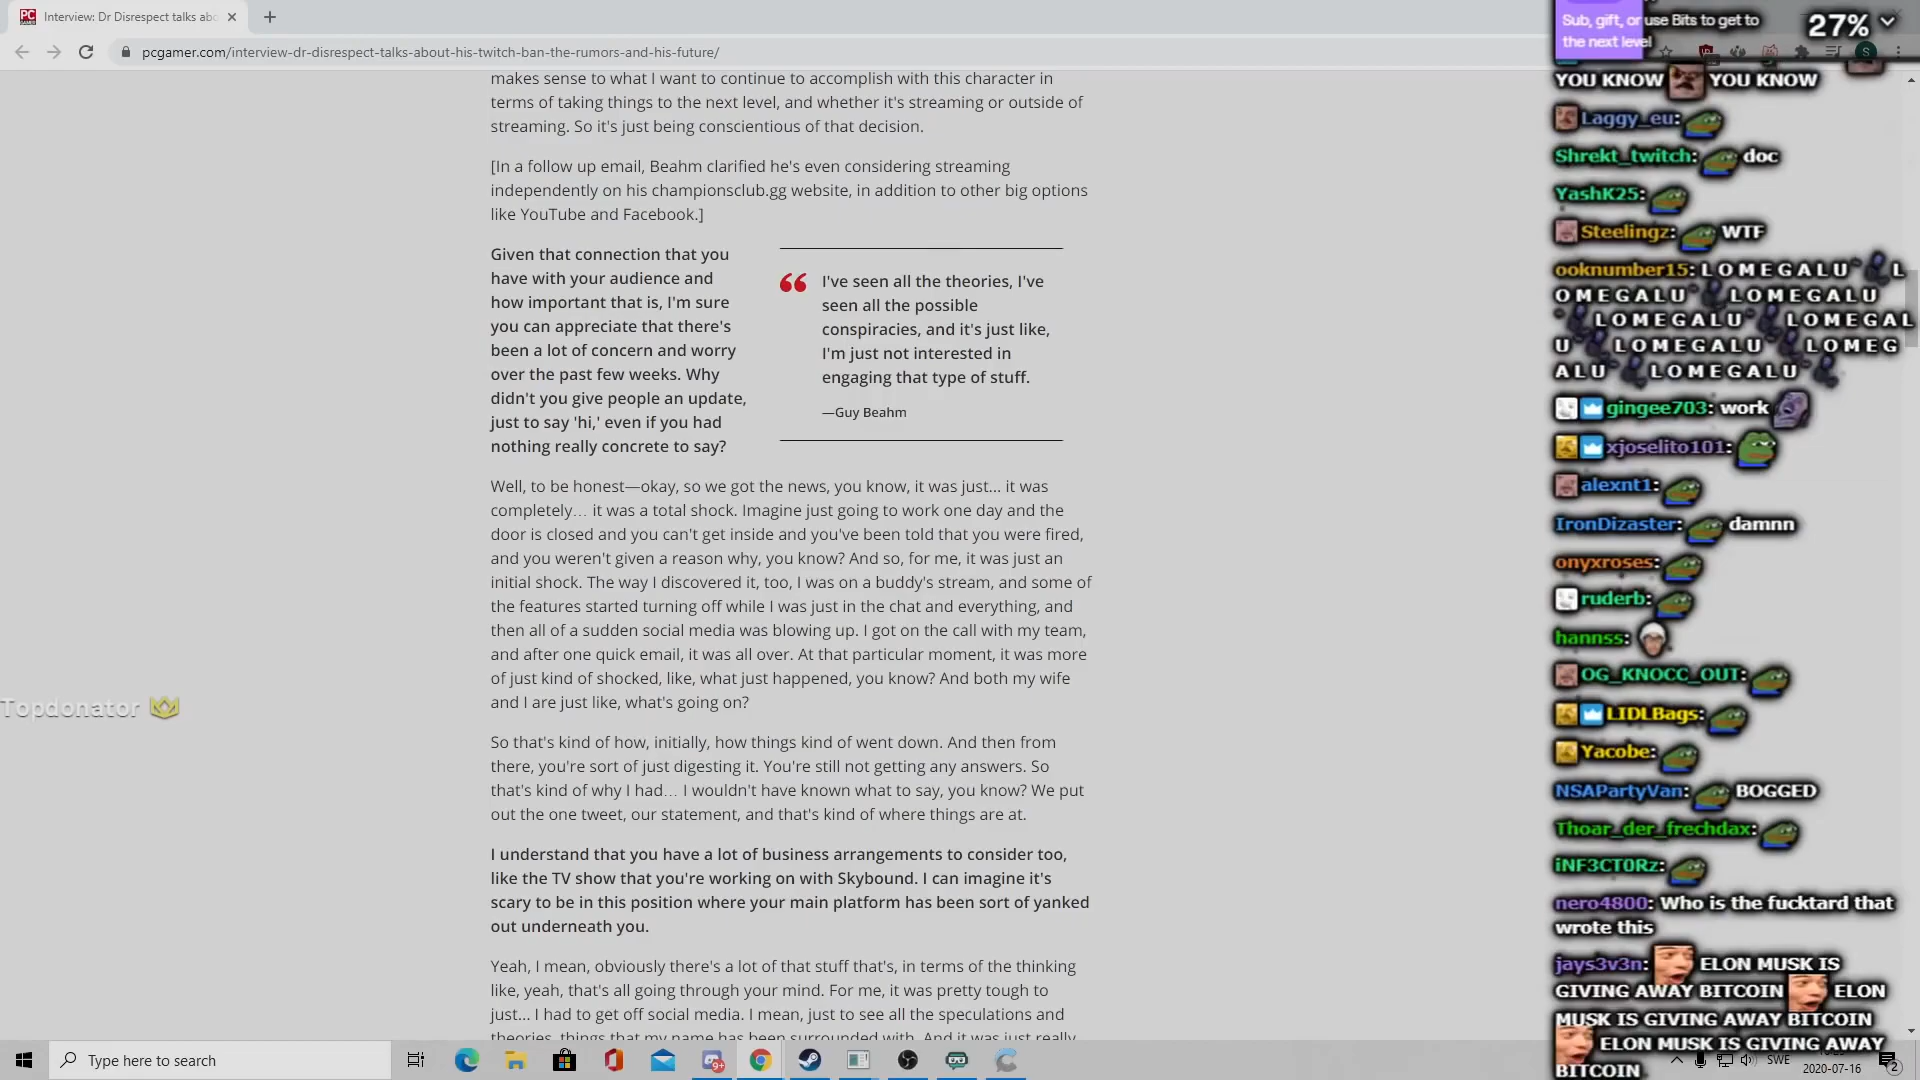 Interview: Dr Disrespect talks abo
pcgamer.com/interview-dr-disrespect-talks-about-his-twitch-ban-the-rumors-and-his-future/
makes sense to what I want to continue to accomplish with this character in
terms of taking things to the next level, and whether it's streaming or outside of
streaming. So it's just being conscientious of that decision.
[In a follow up email, Beahm clarified he's even considering streaming
independently on his championsclub.gg website, in addition to other big options
like YouTube and Facebook.]
Given that connection that you
have with your audience and
how important that is, I'm sure
you can appreciate that there's
been a lot of concern and worry
over the past few weeks. Why
didn't you give people an update,
just to say 'hi,' even if you had
nothing really concrete to say?
I've seen all the theories, I've
seen all the possible
conspiracies, and it's just like,
I'm just not interested in
engaging that type of stuff.
—Guy Beahm
Well, to be honest—okay, so we got the news, you know, it was just... it was
completely… it was a total shock. Imagine just going to work one day and the
door is closed and you can't get inside and you've been told that you were fired,
and you weren't given a reason why, you know? And so, for me, it was just an
initial shock. The way I discovered it, too, I was on a buddy's stream, and some of
the features started turning off while I was just in the chat and everything, and
then all of a sudden social media was blowing up. I got on the call with my team,
and after one quick email, it was all over. At that particular moment, it was more
of just kind of shocked, like, what just happened, you know? And both my wife
and I are just like, what's going on?
So that's kind of how, initially, how things kind of went down. And then from
there, you're sort of just digesting it. You're still not getting any answers. So
that's kind of why I had… I wouldn't have known what to say, you know? We put
out the one tweet, our statement, and that's kind of where things are at.
I understand that you have a lot of business arrangements to consider too,
like the TV show that you're working on with Skybound. I can imagine it's
scary to be in this position where your main platform has been sort of yanked
out underneath you.
Yeah, I mean, obviously there's a lot of that stuff that's, in terms of the thinking
like, yeah, that's all going through your mind. For me, it was pretty tough to
just... I had to get off social media. I mean, just to see all the speculations and
theories, things that my name has been surrounded with. And it was just really
Topdonator
Sub, gift, or use Bits to get to
the next level
27%
YOU KNOW YOU KNOW
Laggy_eu:
Shrekt_twitch: doc
YashK25:
Steelingz: WTF
ooknumber15: L O M E G A L U L
O M E G A L U L O M E G A L U
L O M E G A L U L O M E G A L
U L O M E G A L U L O M E G
A L U L O M E G A L U
gingee703: work
xjoselito101:
alexnt1:
IronDizaster: damnn
onyxroses:
ruderb:
hannss:
OG_KNOCC_OUT:
LIDLBags:
Yacobe:
NSAPartyVan: BOGGED
Thoar_der_frechdax:
iNF3CT0Rz:
nero4800: Who is the fucktard that
wrote this
jays3v3n: ELON MUSK IS
GIVING AWAY BITCOIN ELON
MUSK IS GIVING AWAY BITCOIN
ELON MUSK IS GIVING AWAY
BITCOIN
Type here to search
9+
SWE
2020-07-16
2